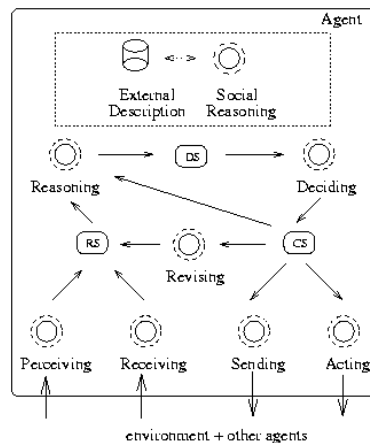 Agent
External Description
Social Reasoning
DS
Reasoning
Deciding
RS
CS
Revising
Perceiving
Receiving
Sending
Acting
environment + other agents